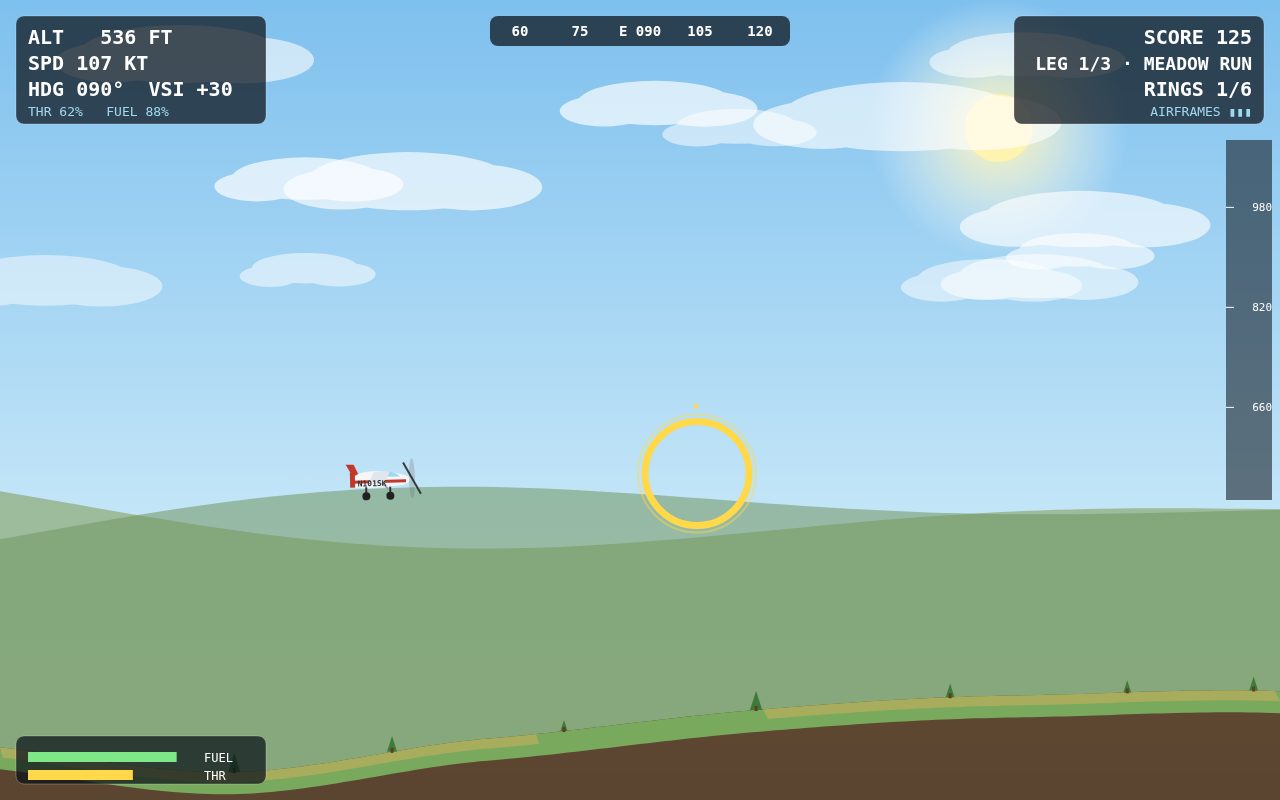 ALT 536 FT
SPD 107 KT
HDG 090° VSI +30
THR 62% FUEL 88%
60 75 E 090 105 120
SCORE 125
LEG 1/3 · MEADOW RUN
RINGS 1/6
AIRFRAMES ▮▮▮
980
820
660
N1015K
FUEL
THR